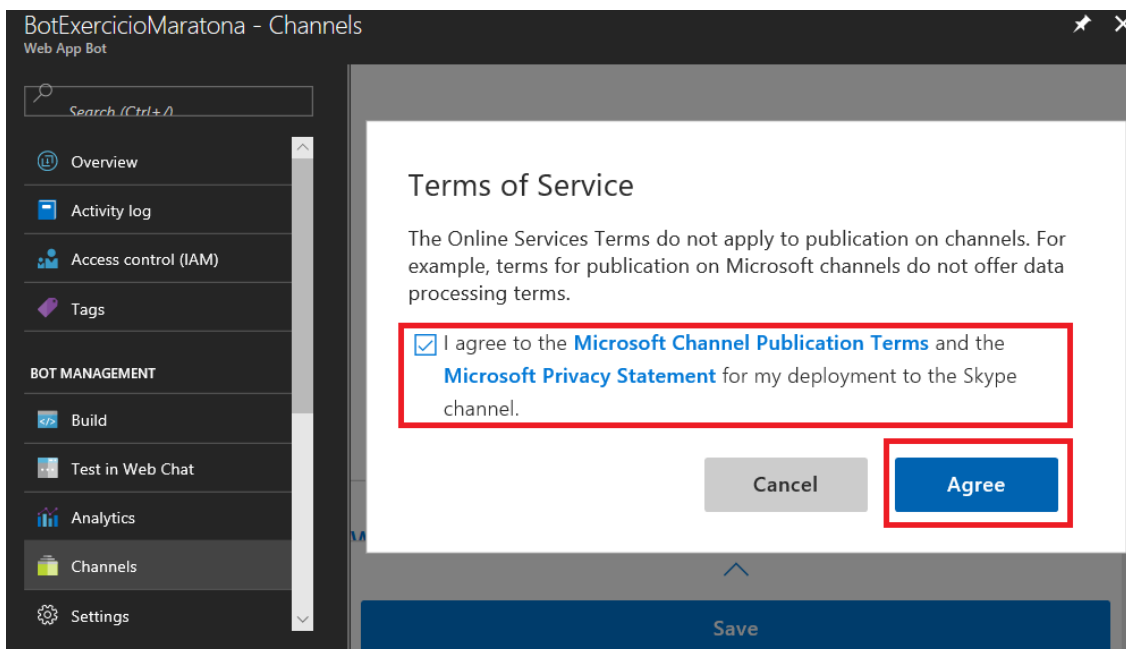 BotExercicioMaratona - Channels
Web App Bot
Search (Ctrl+/)
Overview
Activity log
Access control (IAM)
Tags
BOT MANAGEMENT
Build
Test in Web Chat
Analytics
Channels
Settings
Terms of Service
The Online Services Terms do not apply to publication on channels. For
example, terms for publication on Microsoft channels do not offer data
processing terms.
I agree to the Microsoft Channel Publication Terms and the
Microsoft Privacy Statement for my deployment to the Skype
channel.
Cancel
Agree
Save